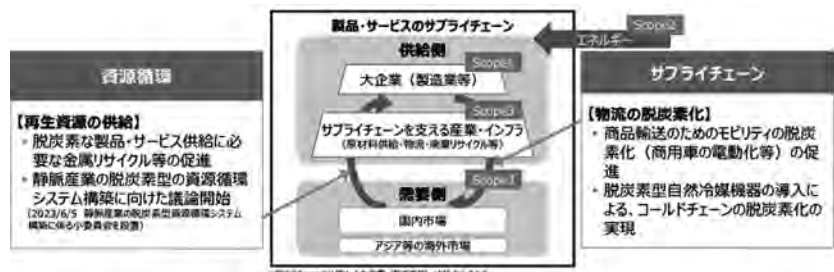 資源循環
【再生資源の供給】
・脱炭素な製品・サービス供給に必
要な金属リサイクル等の促進
・静脈産業の脱炭素型の資源循環
システム構築に向けた議論開始
(2023/6/5 静脈産業の脱炭素型資源循環システム
構築に係る小委員会を設置)
製品・サービスのサプライチェーン
供給側
大企業（製造業等）
サプライチェーンを支える産業・インフラ
(原材料供給・物流・廃棄リサイクル等)
Scope3
需要側
国内市場
アジア等の海外市場
Scope2
エネルギー
サプライチェーン
【物流の脱炭素化】
・商品輸送のためのモビリティの脱炭
素化（商用車の電動化等）の促
進
・脱炭素型自然冷媒機器の導入に
よる、コールドチェーンの脱炭素化の
実現